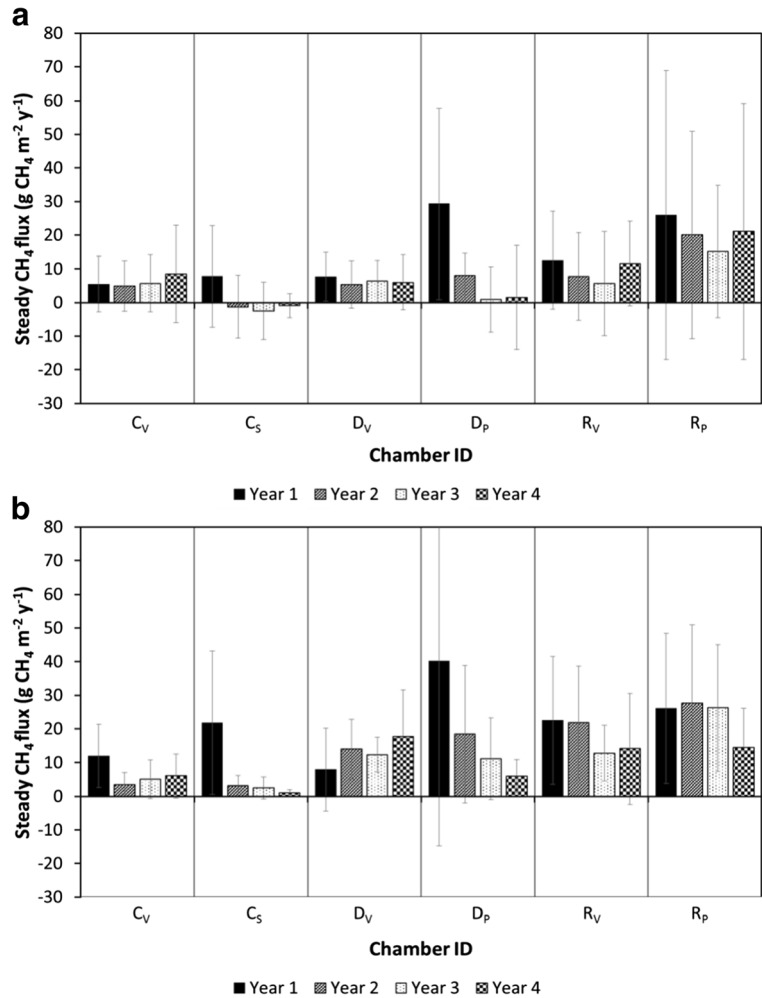 a
Steady CH₄ flux (g CH₄ m⁻² y⁻¹)
80
70
60
50
40
30
20
10
0
-10
-20
-30
Cᵥ Cₛ Dᵥ Dₚ Rᵥ Rₚ
Chamber ID
Year 1 Year 2 Year 3 Year 4
b
Steady CH₄ flux (g CH₄ m⁻² y⁻¹)
80
70
60
50
40
30
20
10
0
-10
-20
-30
Cᵥ Cₛ Dᵥ Dₚ Rᵥ Rₚ
Chamber ID
Year 1 Year 2 Year 3 Year 4